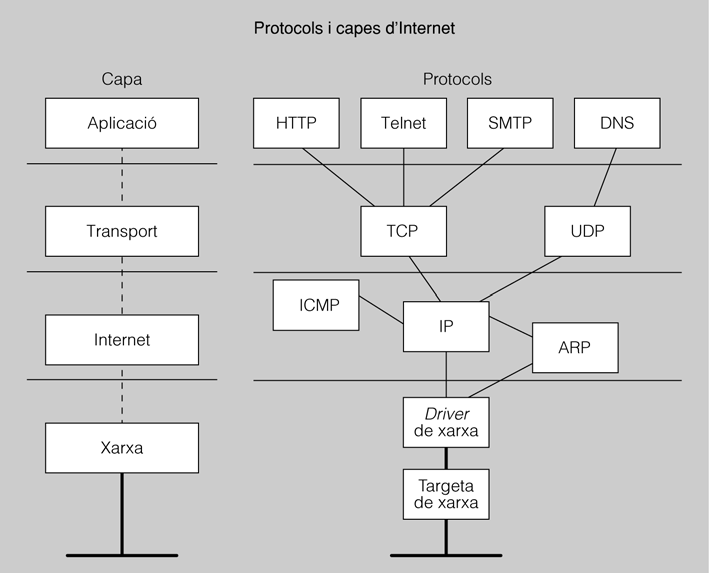 Protocols i capes d'Internet
Capa
Protocols
Aplicació
HTTP
Telnet
SMTP
DNS
Transport
TCP
UDP
ICMP
Internet
IP
ARP
Driver
de xarxa
Xarxa
Targeta
de xarxa